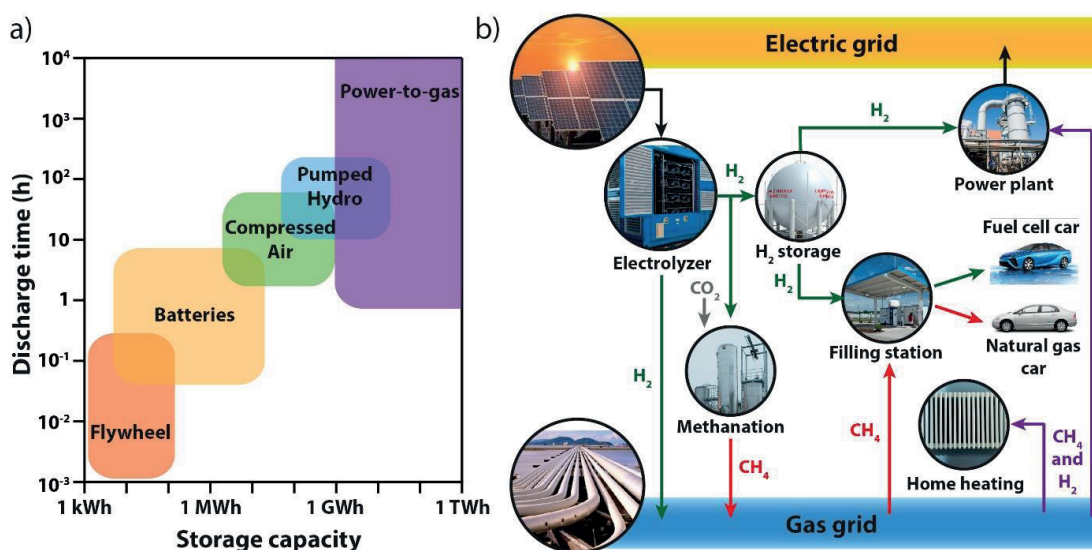 a)
Discharge time (h)
10⁴
10³
10²
10
1
10⁻¹
10⁻²
10⁻³
Power-to-gas
Pumped
Hydro
Compressed
Air
Batteries
Flywheel
1 kWh
1 MWh
1 GWh
1 TWh
Storage capacity
b)
Electric grid
H₂
Power plant
H₂
Electrolyzer
H₂ storage
Fuel cell car
H₂
CO₂
Filling station
Natural gas
car
H₂
Methanation
CH₄
CH₄
Home heating
CH₄
and
H₂
Gas grid